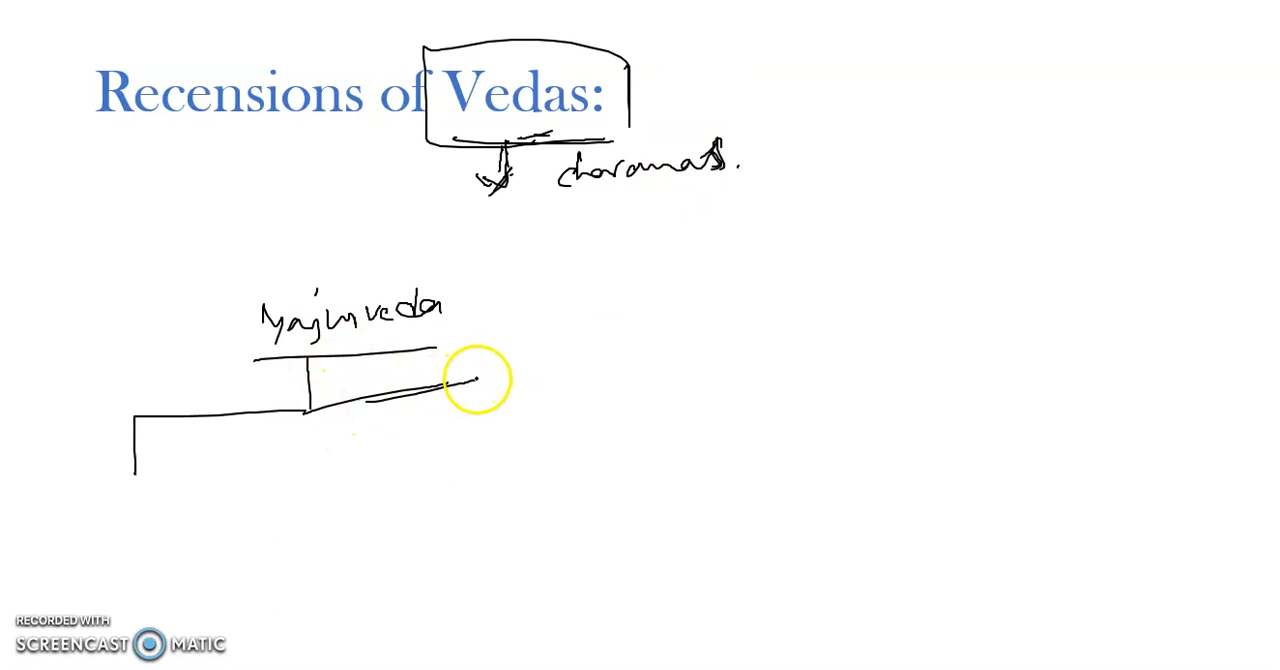 Recensions of Vedas:
charanas.
Yajurveda
RECORDED WITH
SCREENCAST MATIC